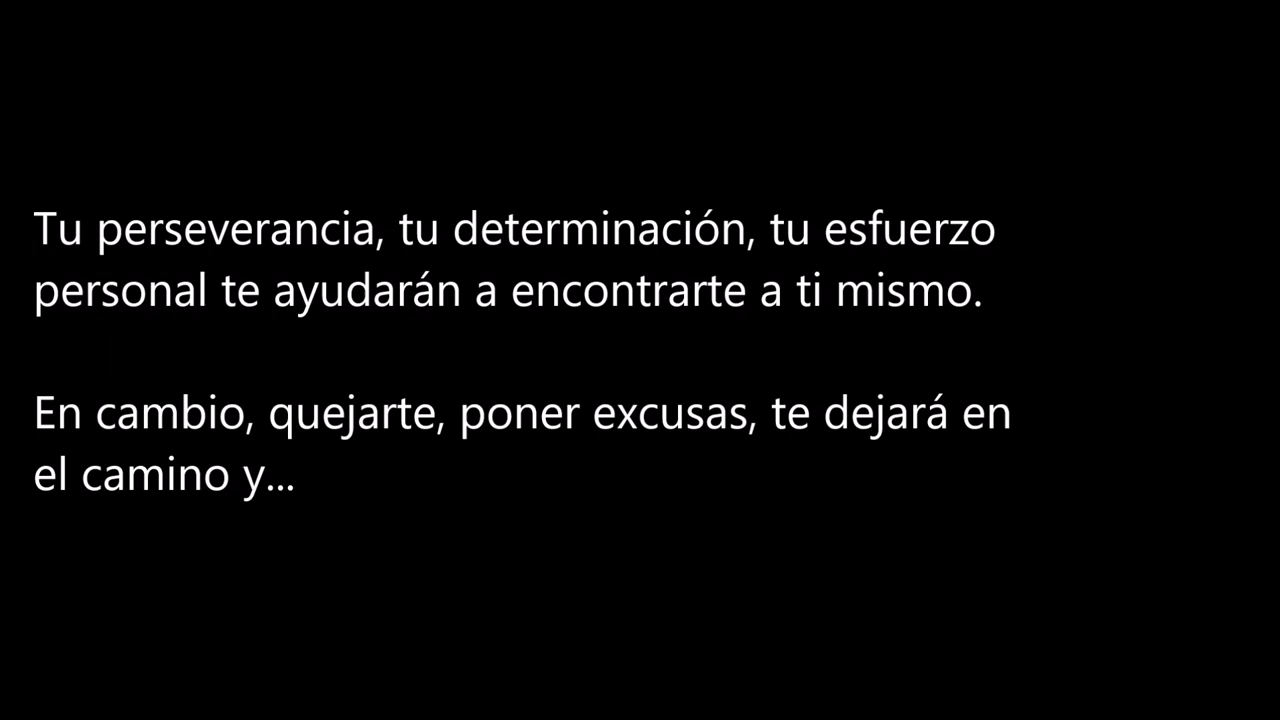 Tu perseverancia, tu determinación, tu esfuerzo
personal te ayudarán a encontrarte a ti mismo.
En cambio, quejarte, poner excusas, te dejará en
el camino y...